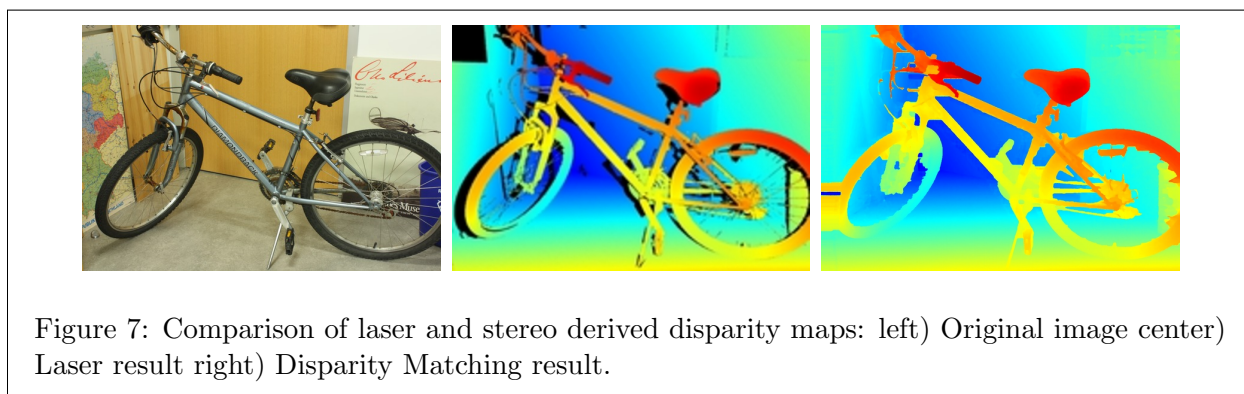 Muse
Figure 7: Comparison of laser and stereo derived disparity maps: left) Original image center)
Laser result right) Disparity Matching result.